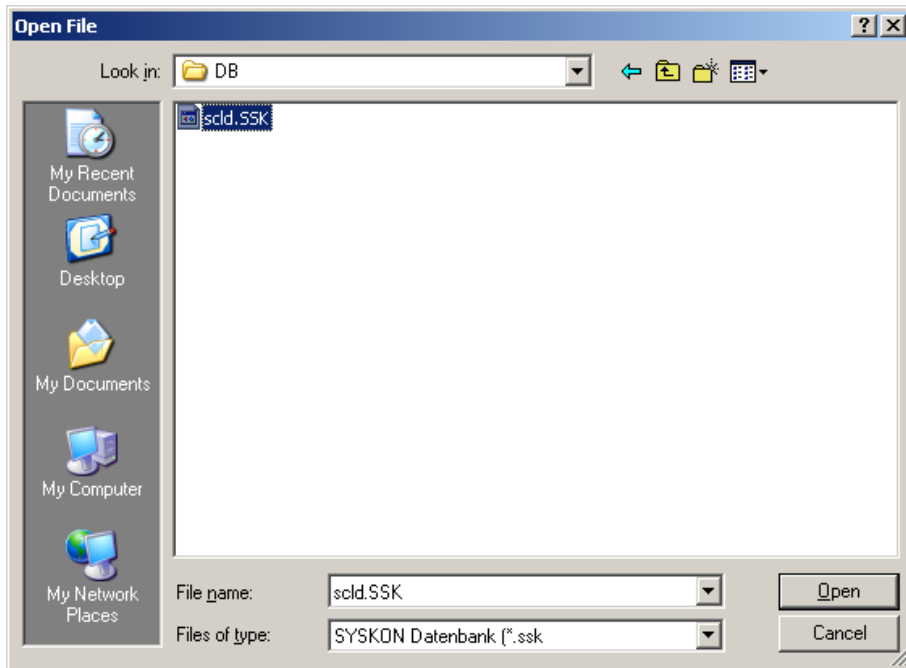 Open File
Look in:
DB
scld.SSK
My Recent
Documents
Desktop
My Documents
My Computer
My Network
Places
File name:
scld.SSK
Open
Files of type:
SYSKON Datenbank (*.ssk
Cancel